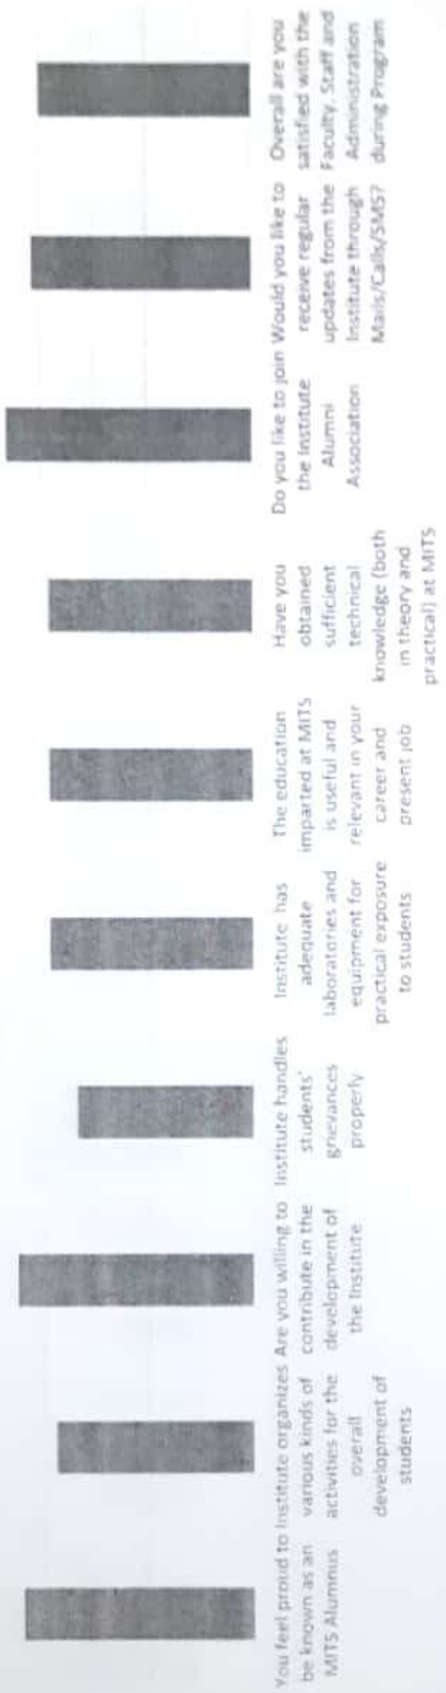 You feel proud to
be known as an
MITS Alumnus
Institute organizes
various kinds of
activities for the
overall
development of
students
Are you willing to
contribute in the
development of
the Institute
Institute handles
students'
grievances
properly
Institute has
adequate
laboratories and
equipment for
practical exposure
to students
The education
imparted at MITS
is useful and
relevant in your
career and
present job
Have you
obtained
sufficient
technical
knowledge (both
in theory and
practical) at MITS
Do you like to join
the Institute
Alumni
Association
Would you like to
receive regular
updates from the
Institute through
Mails/Calls/SMS?
Overall are you
satisfied with the
Faculty, Staff and
Administration
during Program